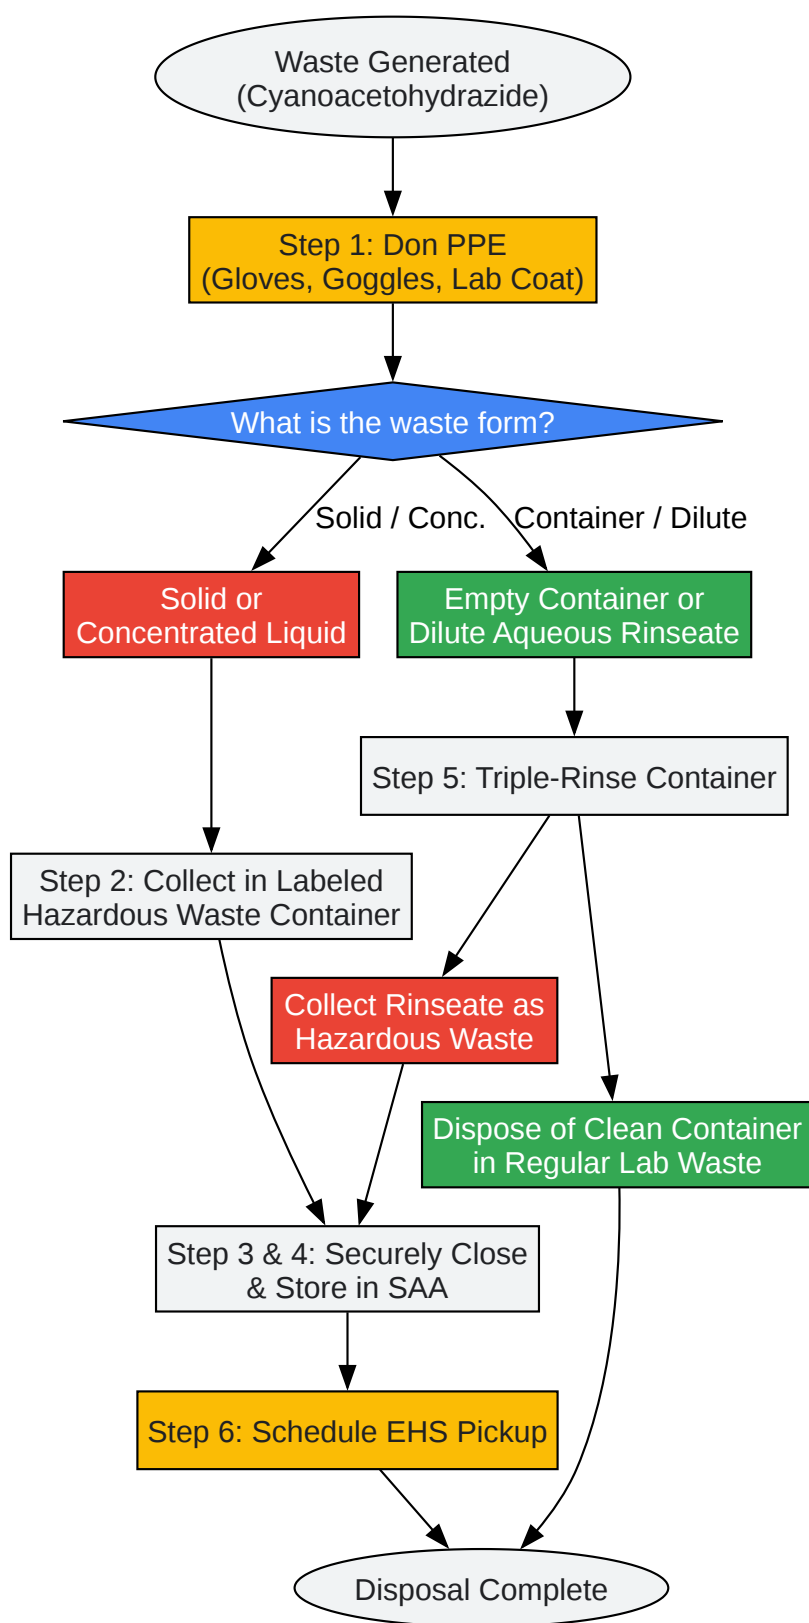 Waste Generated
(Cyanoacetohydrazide)
Step 1: Don PPE
(Gloves, Goggles, Lab Coat)
What is the waste form?
Solid / Conc.
Container / Dilute
Solid or
Concentrated Liquid
Empty Container or
Dilute Aqueous Rinseate
Step 5: Triple-Rinse Container
Step 2: Collect in Labeled
Hazardous Waste Container
Collect Rinseate as
Hazardous Waste
Dispose of Clean Container
in Regular Lab Waste
Step 3 & 4: Securely Close
& Store in SAA
Step 6: Schedule EHS Pickup
Disposal Complete